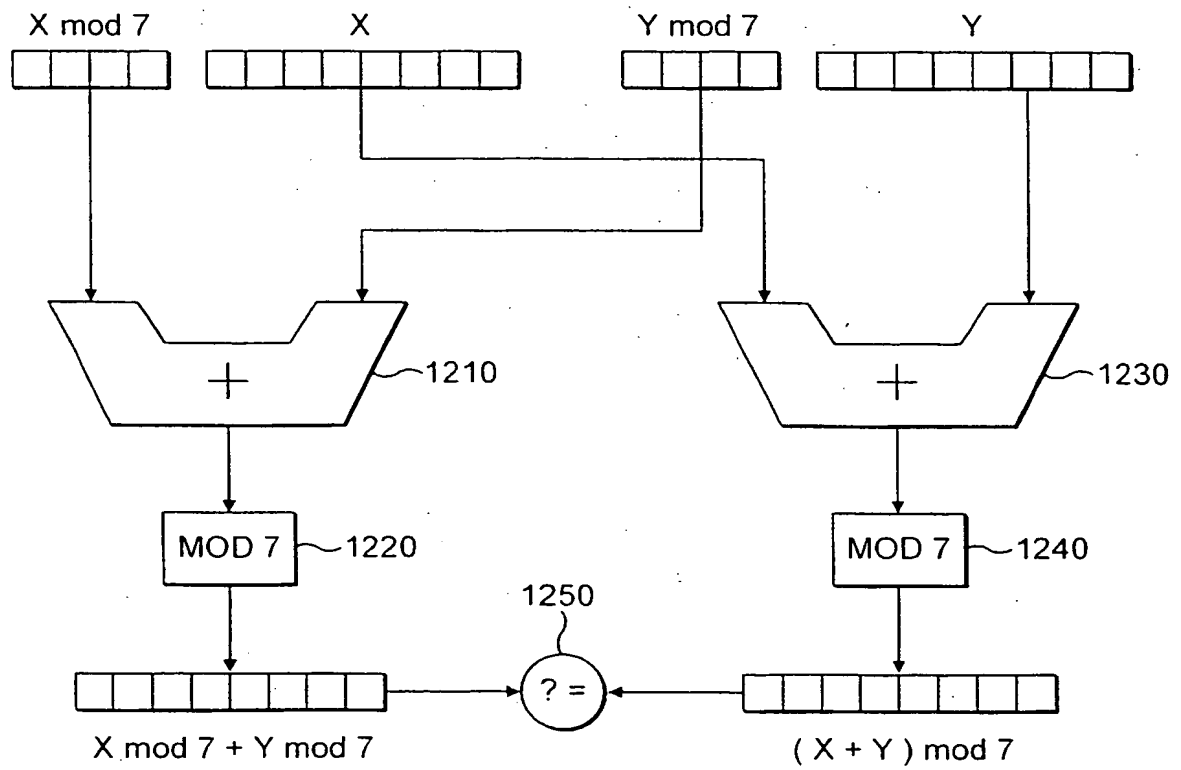 X mod 7
X
Y mod 7
Y
+
1210
+
1230
MOD 7
1220
MOD 7
1240
1250
? =
X mod 7 + Y mod 7
( X + Y ) mod 7